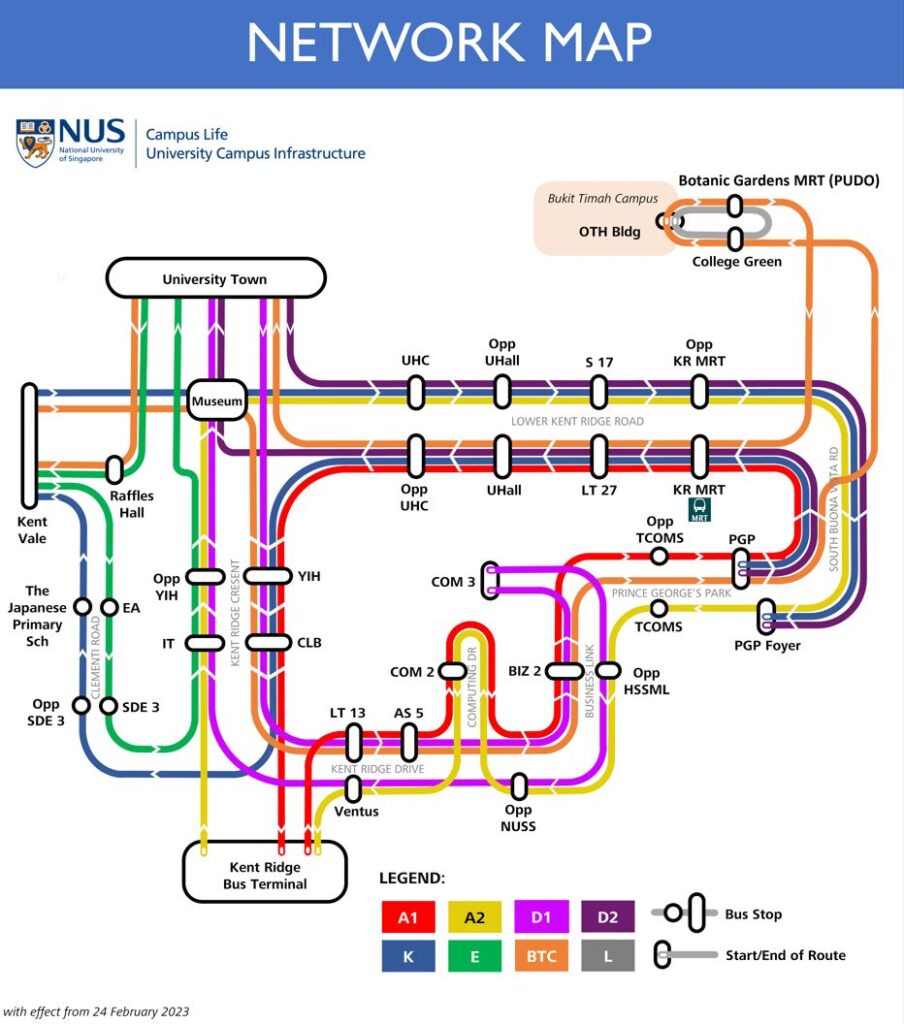 NETWORK MAP
NUS
National University
of Singapore
Campus Life
University Campus Infrastructure
Botanic Gardens MRT (PUDO)
Bukit Timah Campus
OTH Bldg
College Green
University Town
Opp
UHall
Opp
KR MRT
UHC
S 17
Museum
LOWER KENT RIDGE ROAD
Raffles
Hall
Opp
UHC
UHall
LT 27
KR MRT
MRT
SOUTH BUONA VISTA RD
Kent
Vale
Opp
TCOMS
PGP
Opp
YIH
YIH
COM 3
PRINCE GEORGE'S PARK
The
Japanese
Primary
Sch
EA
KENT RIDGE CRESENT
TCOMS
CLEMENTI ROAD
IT
CLB
PGP Foyer
COM 2
COMPUTING DR
BIZ 2
BUSINESS LINK
Opp
HSSML
Opp
SDE 3
SDE 3
LT 13
AS 5
KENT RIDGE DRIVE
Ventus
Opp
NUSS
Kent Ridge
Bus Terminal
LEGEND:
A1
A2
D1
D2
Bus Stop
K
E
BTC
L
Start/End of Route
with effect from 24 February 2023